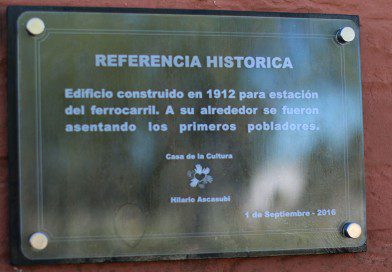 REFERENCIA HISTORICA
Edificio construido en 1912 para estación
del ferrocarril. A su alrededor se fueron
asentando los primeros pobladores.
Casa de la Cultura
Hilario Ascasubi
1 de Septiembre - 2016